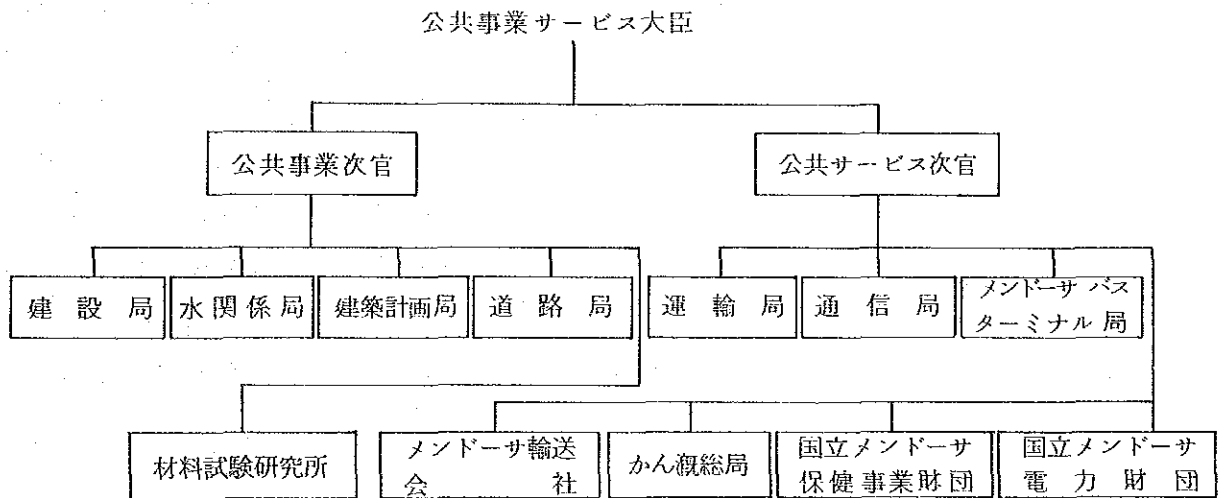 公共事業サービス大臣
公共事業次官
公共サービス次官
建設局
水関係局
建築計画局
道路局
運輸局
通信局
メンドーサ バス
ターミナル局
材料試験研究所
メンドーサ輸送
会社
かん漑総局
国立メンドーサ
保健事業財団
国立メンドーサ
電力財団